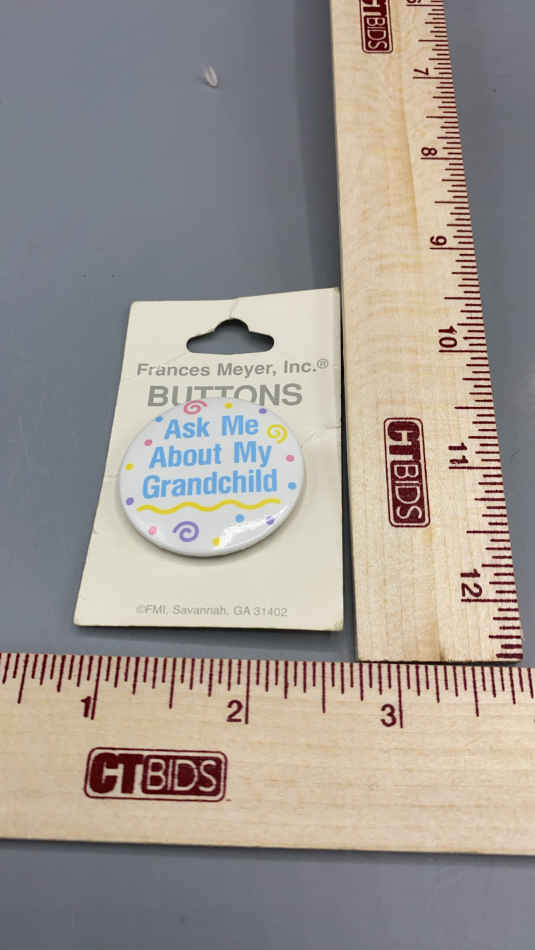 CTBIDS
6
7
8
9
10
Frances Meyer, Inc.®
BUTTONS
Ask Me
About My
Grandchild
CTBIDS
11
12
©FMI, Savannah, GA 31402
1
2
3
CTBIDS